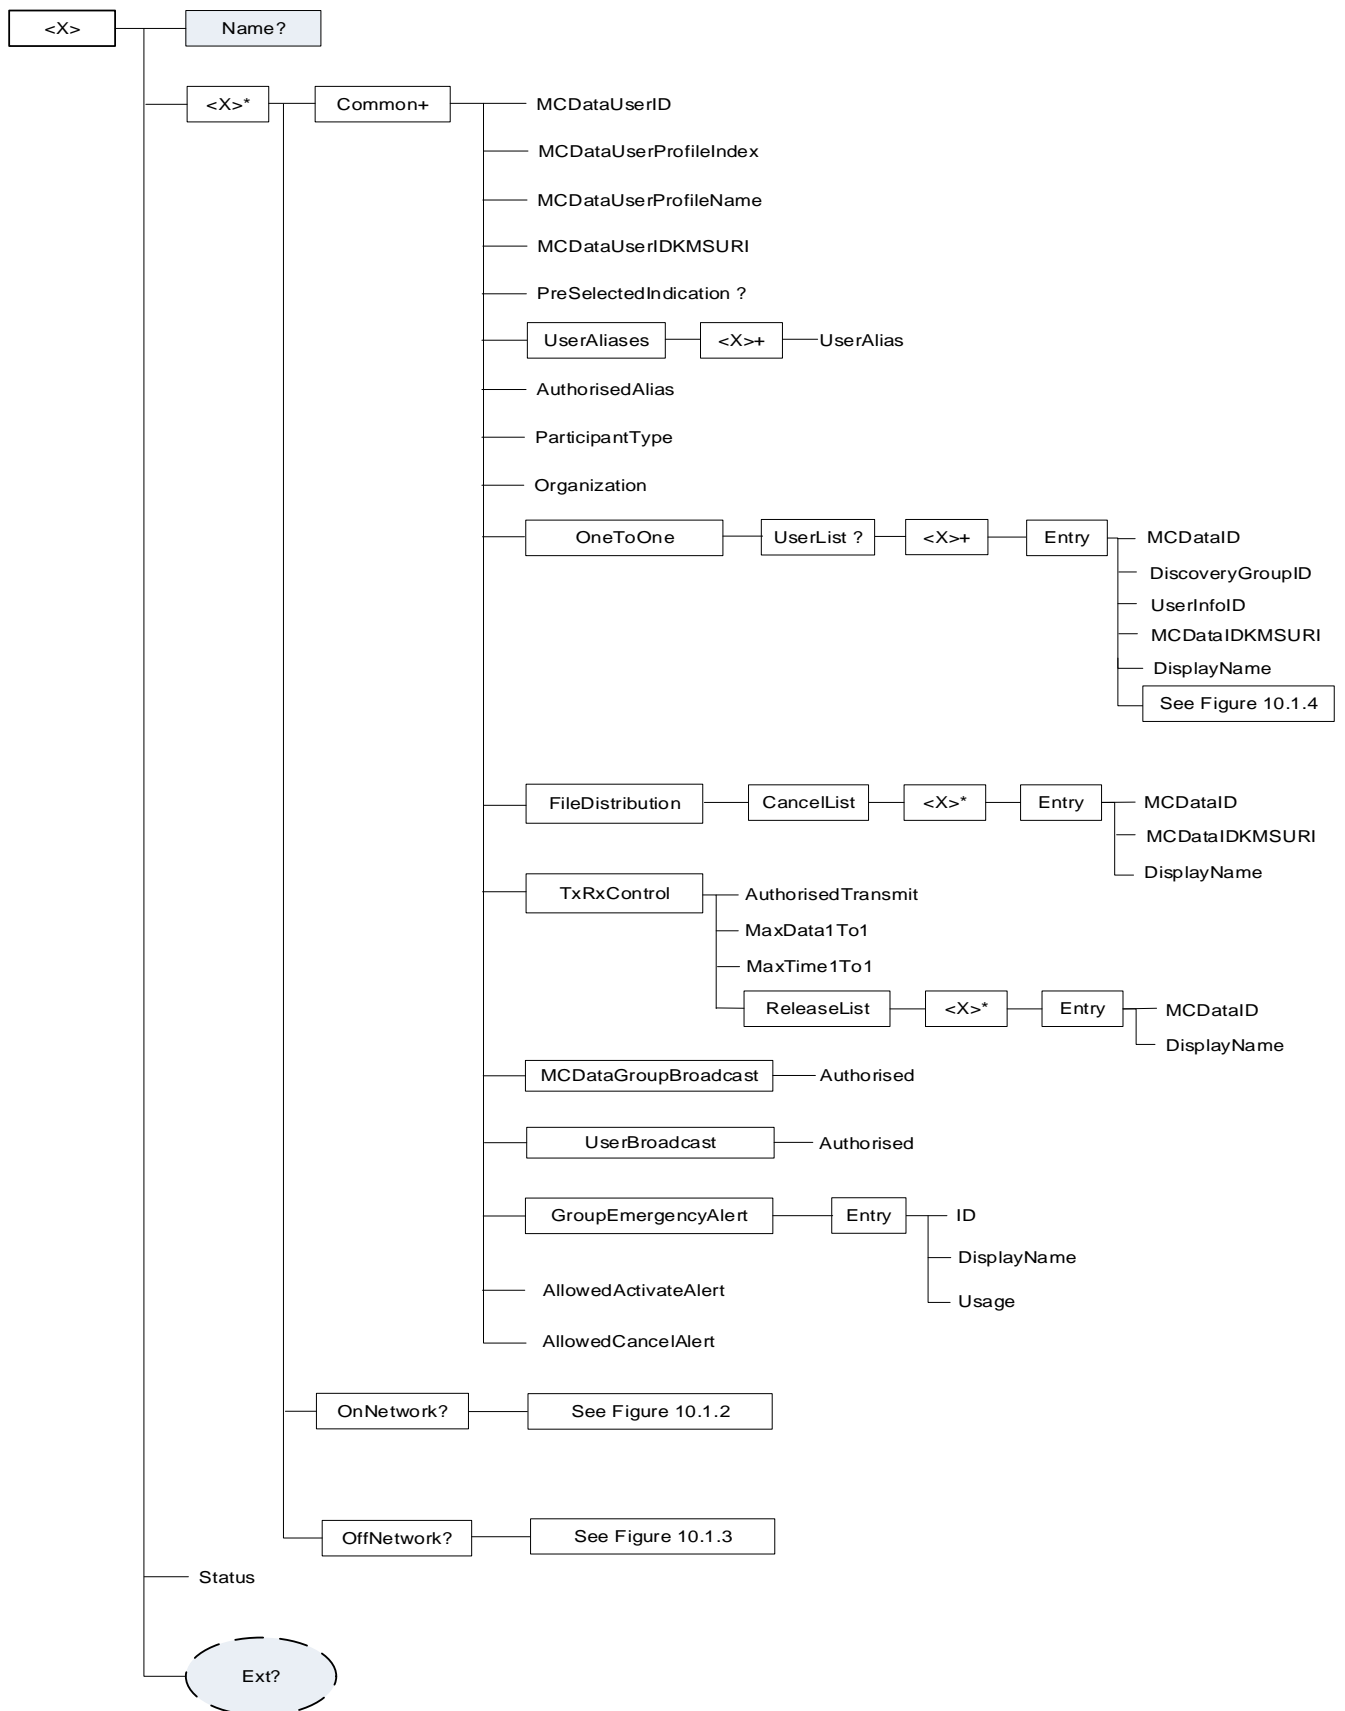 <X>
Name?
<X>*
Common+
MCDataUserID
MCDataUserProfileIndex
MCDataUserProfileName
MCDataUserIDKMSURI
PreSelectedIndication ?
UserAliases
<X>+
UserAlias
AuthorisedAlias
ParticipantType
Organization
OneToOne
UserList ?
<X>+
Entry
MCDataID
DiscoveryGroupID
UserInfoID
MCDataIDKMSURI
DisplayName
See Figure 10.1.4
FileDistribution
CancelList
<X>*
Entry
MCDataID
MCDataIDKMSURI
DisplayName
TxRxControl
AuthorisedTransmit
MaxData1To1
MaxTime1To1
ReleaseList
<X>*
Entry
MCDataID
DisplayName
MCDataGroupBroadcast
Authorised
UserBroadcast
Authorised
GroupEmergencyAlert
Entry
ID
DisplayName
Usage
AllowedActivateAlert
AllowedCancelAlert
OnNetwork?
See Figure 10.1.2
OffNetwork?
See Figure 10.1.3
Status
Ext?